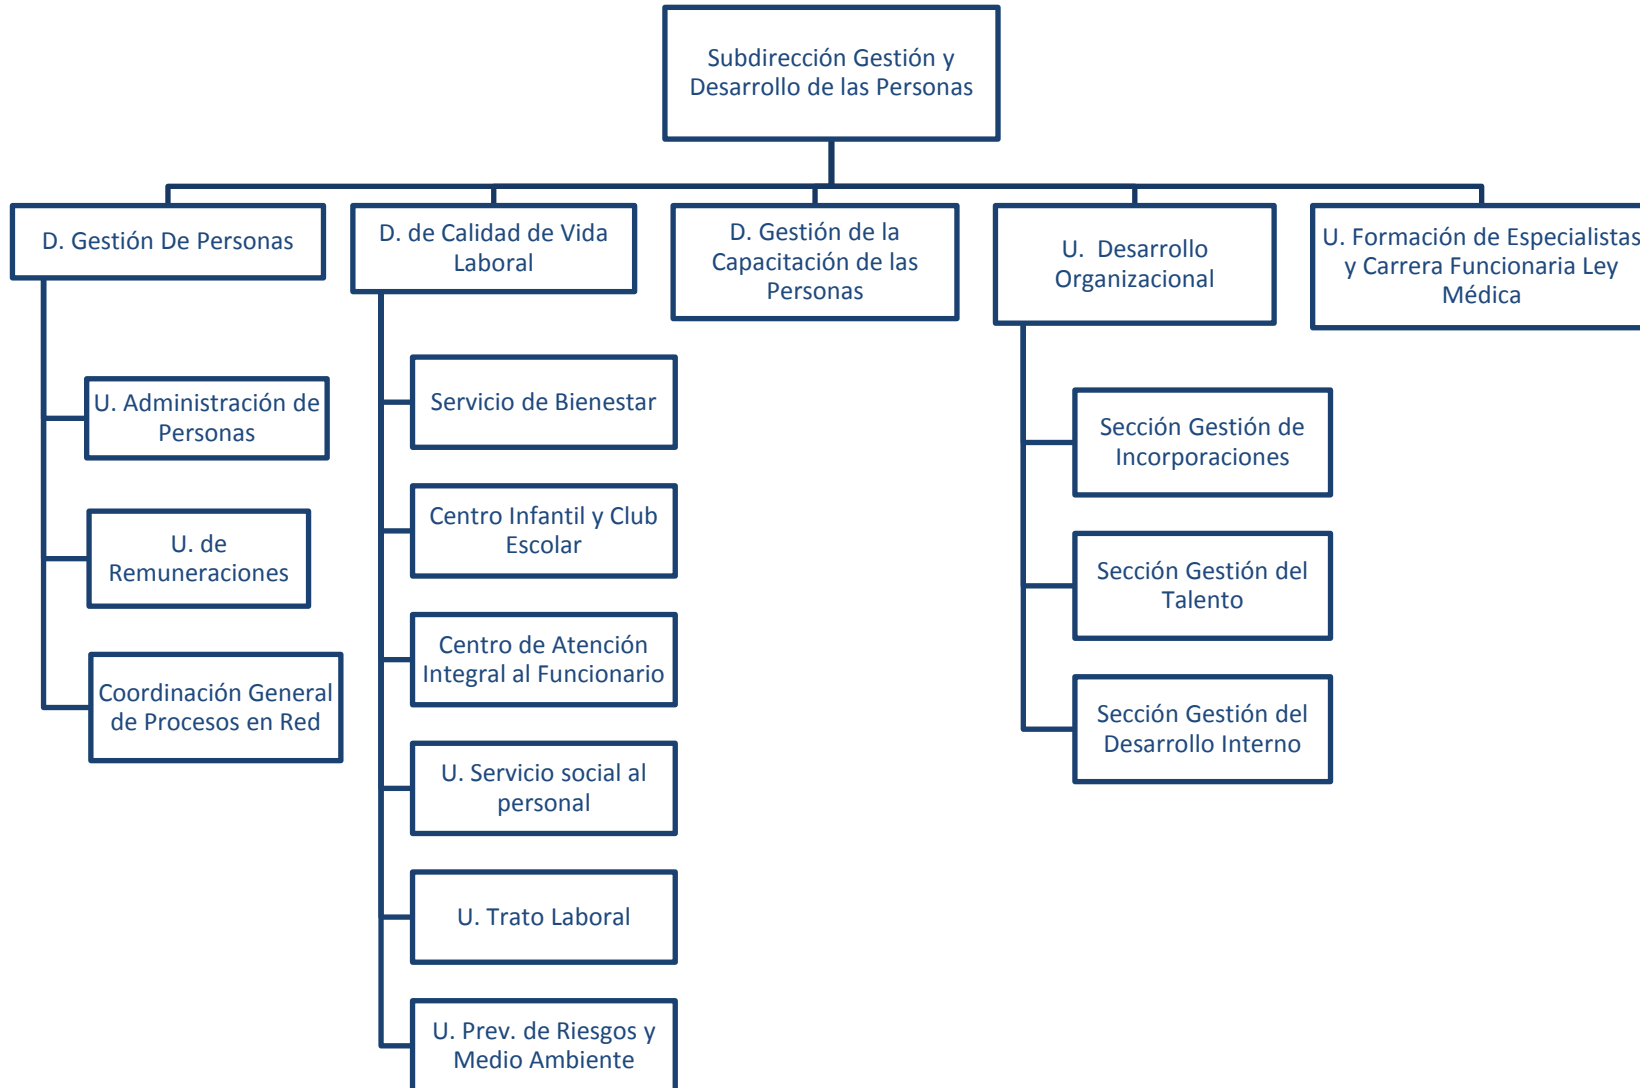 Subdirección Gestión y
Desarrollo de las Personas
D. Gestión De Personas
D. de Calidad de Vida
Laboral
D. Gestión de la
Capacitación de las
Personas
U. Desarrollo
Organizacional
U. Formación de Especialistas
y Carrera Funcionaria Ley
Médica
U. Administración de
Personas
U. de
Remuneraciones
Coordinación General
de Procesos en Red
Servicio de Bienestar
Centro Infantil y Club
Escolar
Centro de Atención
Integral al Funcionario
U. Servicio social al
personal
U. Trato Laboral
U. Prev. de Riesgos y
Medio Ambiente
Sección Gestión de
Incorporaciones
Sección Gestión del
Talento
Sección Gestión del
Desarrollo Interno